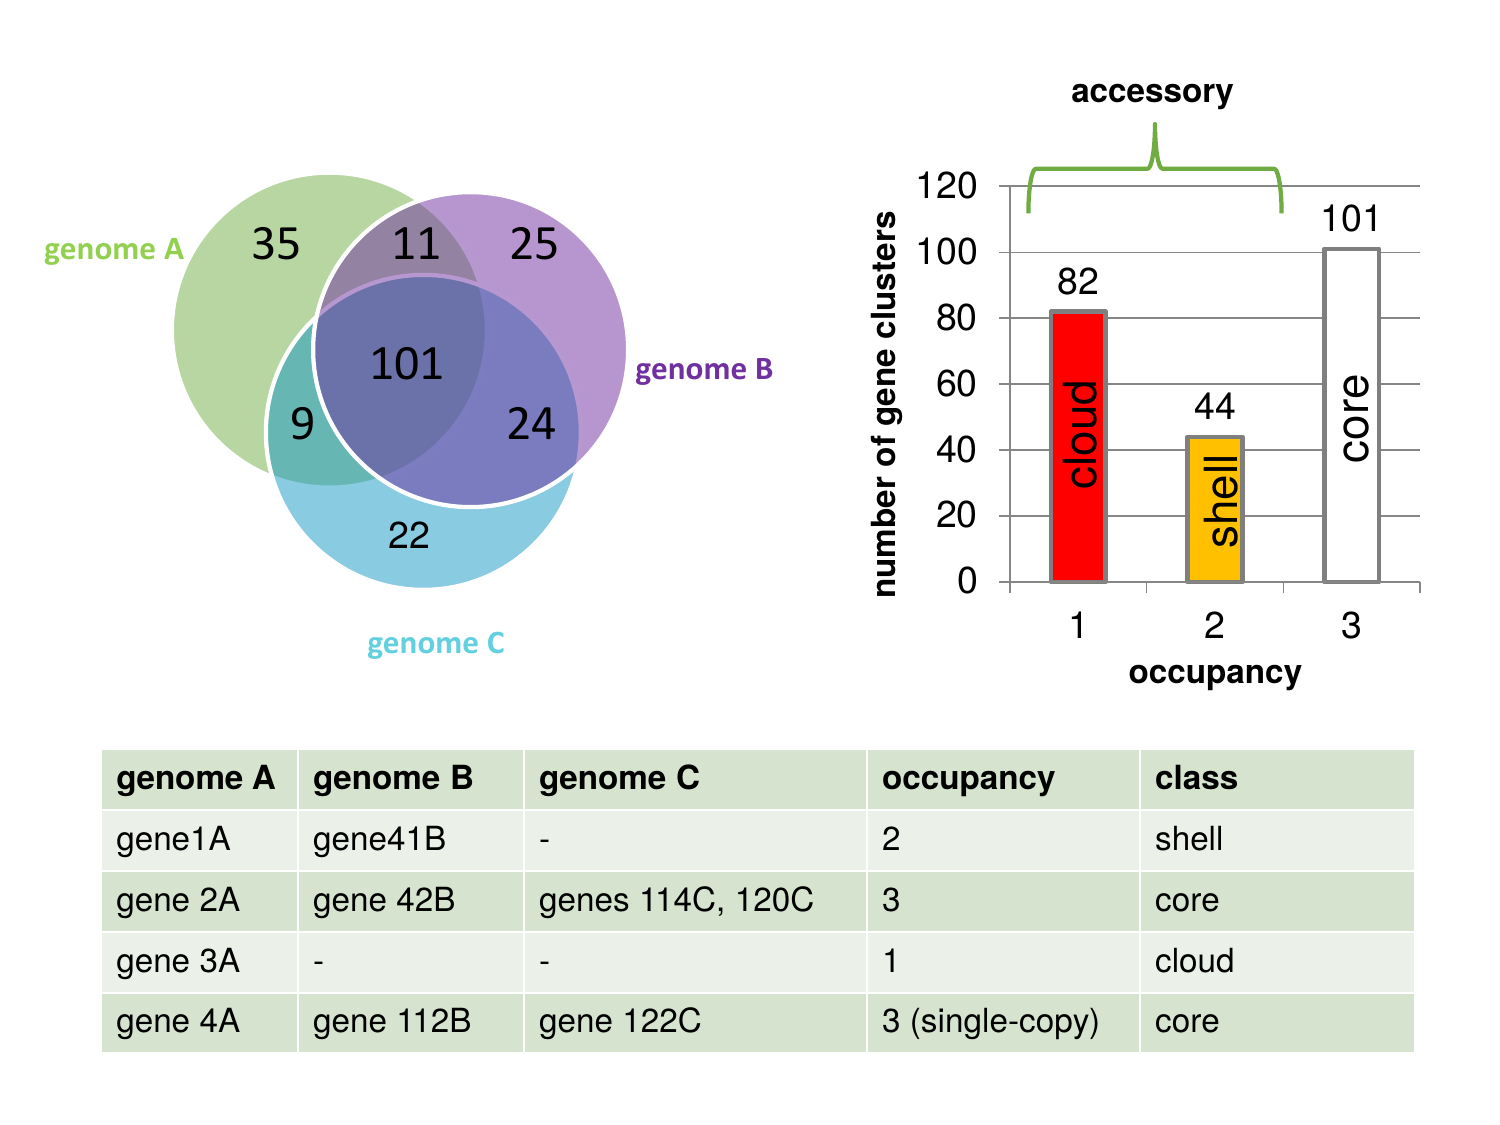 genome A
35
11
25
101
9
24
22
genome B
genome C
accessory
number of gene clusters
120
100
80
60
40
20
0
82
44
101
cloud
shell
core
1 2 3
occupancy
genome A genome B genome C occupancy class
gene1A gene41B - 2 shell
gene 2A gene 42B genes 114C, 120C 3 core
gene 3A - - 1 cloud
gene 4A gene 112B gene 122C 3 (single-copy) core